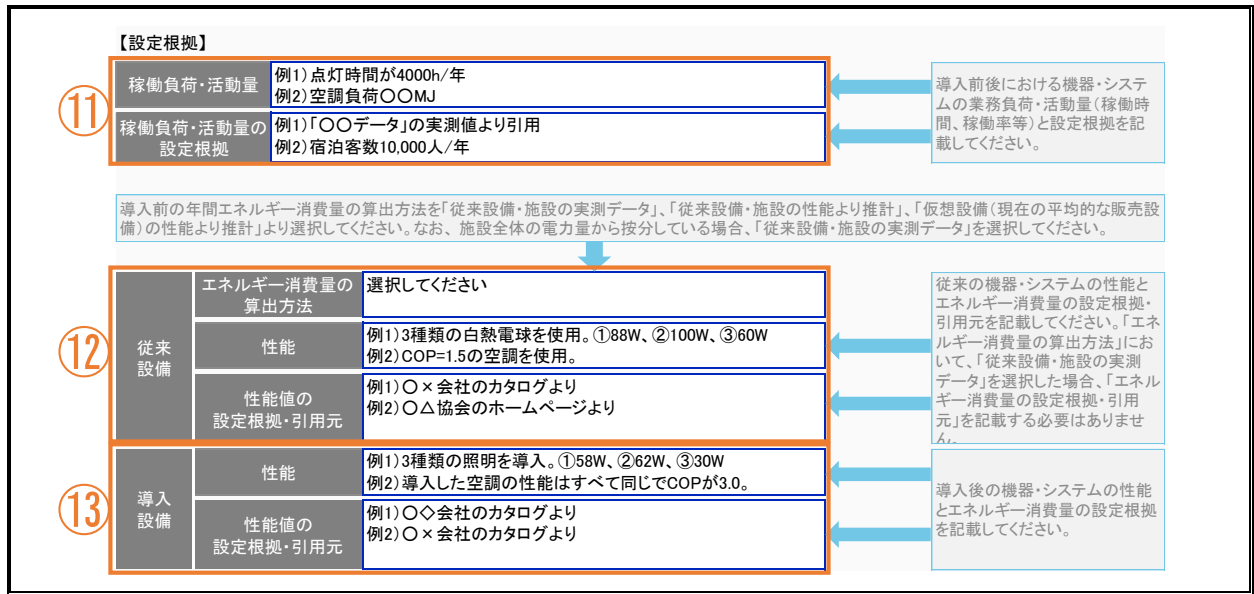 【設定根拠】
⑪
稼働負荷・活動量
例1)点灯時間が4000h/年
例2)空調負荷〇〇MJ
導入前後における機器・システ
ムの業務負荷・活動量(稼働時
間、稼働率等)と設定根拠を記
載してください。
稼働負荷・活動量の
設定根拠
例1)「〇〇データ」の実測値より引用
例2)宿泊客数10,000人/年
導入前の年間エネルギー消費量の算出方法を「従来設備・施設の実測データ」、「従来設備・施設の性能より推計」、「仮想設備(現在の平均的な販売設
備)の性能より推計」より選択してください。なお、施設全体の電力量から按分している場合、「従来設備・施設の実測データ」を選択してください。
⑫
従来
設備
エネルギー消費量の
算出方法
選択してください
性能
例1)3種類の白熱電球を使用。①88W、②100W、③60W
例2)COP=1.5の空調を使用。
性能値の
設定根拠・引用元
例1)〇×会社のカタログより
例2)〇△協会のホームページより
従来の機器・システムの性能と
エネルギー消費量の設定根拠・
引用元を記載してください。「エネ
ルギー消費量の算出方法」にお
いて、「従来設備・施設の実測
データ」を選択した場合、「エネル
ギー消費量の設定根拠・引用
元」を記載する必要はありませ
ん。
⑬
導入
設備
性能
例1)3種類の照明を導入。①58W、②62W、③30W
例2)導入した空調の性能はすべて同じでCOPが3.0。
性能値の
設定根拠・引用元
例1)〇◇会社のカタログより
例2)〇×会社のカタログより
導入後の機器・システムの性能
とエネルギー消費量の設定根拠
を記載してください。